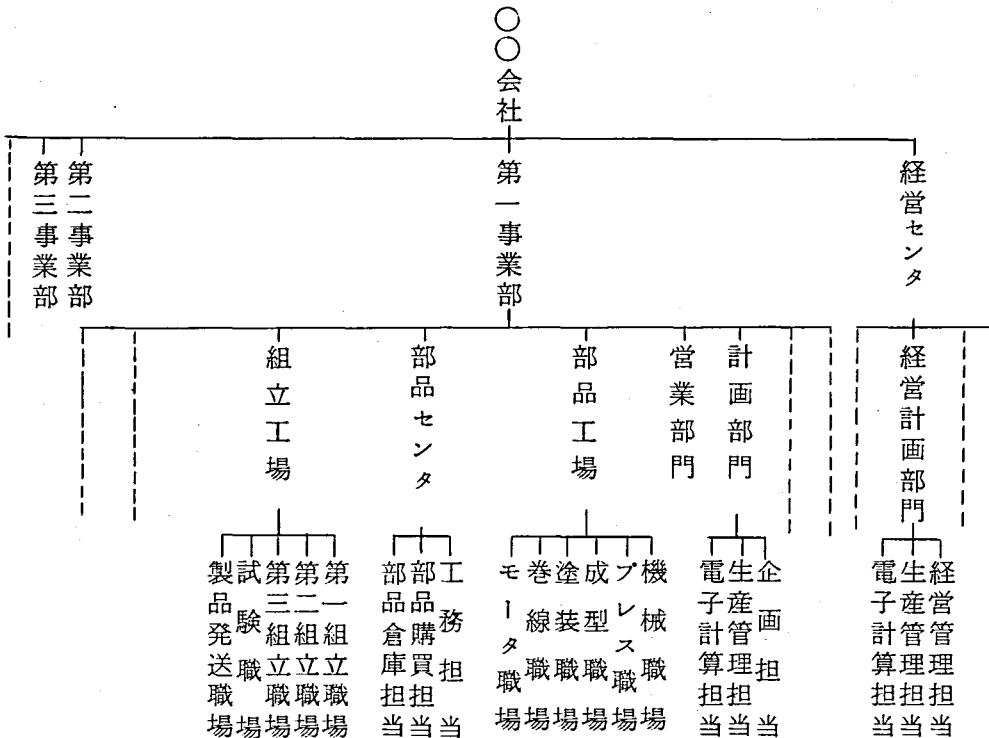 〇〇会社
経営センタ
第一事業部
第二事業部
第三事業部
経営計画部門
計画部門
営業部門
部品工場
部品センタ
組立工場
経営管理担当
生産管理担当
電子計算担当
企画担当
生産管理担当
電子計算担当
機械職場
プレス職場
成型職場
塗装職場
巻線職場
モータ職場
工務担当
部品購買担当
部品倉庫担当
第一組立職場
第二組立職場
第三組立職場
試験職場
製品発送職場